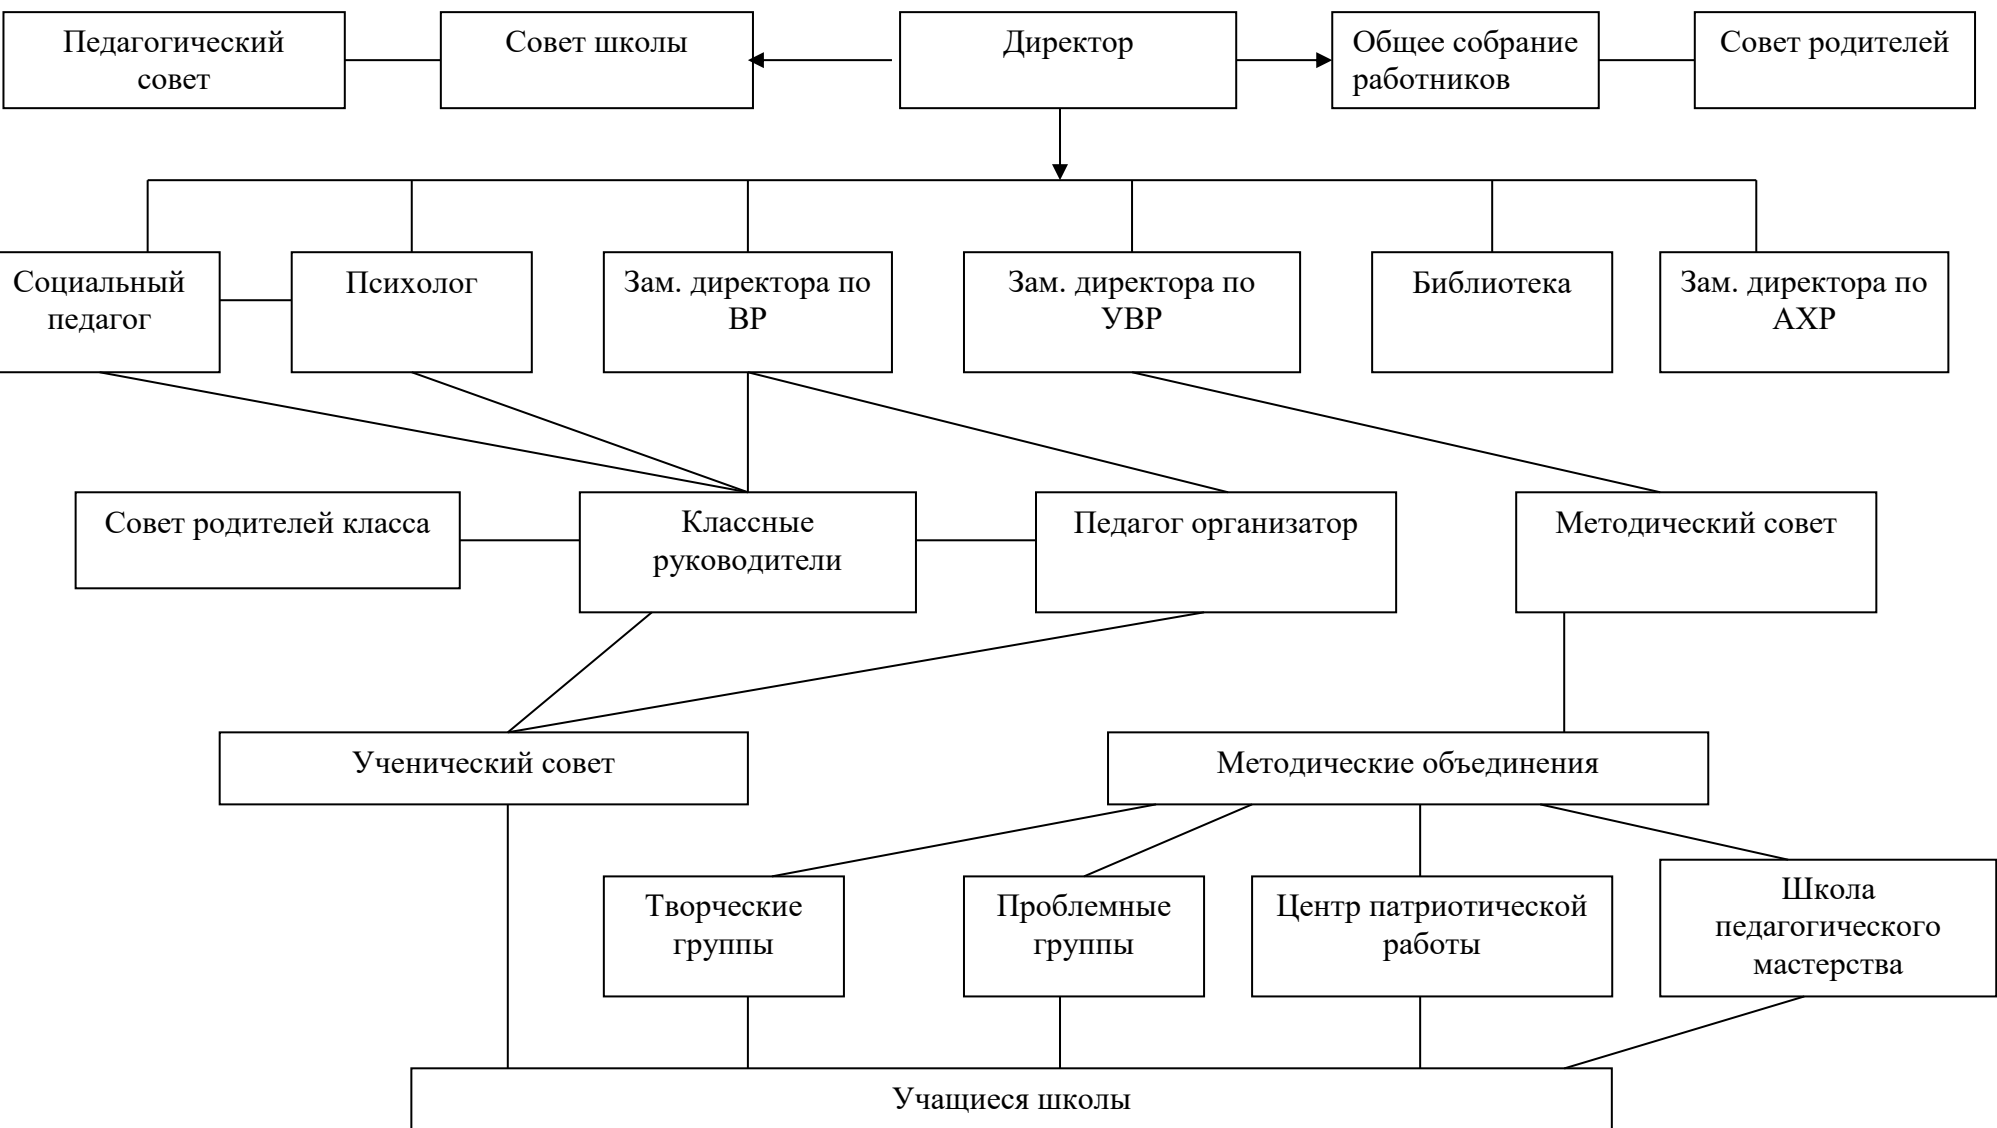 Педагогический
совет
Совет школы
Директор
Общее собрание
работников
Совет родителей
Социальный
педагог
Психолог
Зам. директора по
ВР
Зам. директора по
УВР
Библиотека
Зам. директора по
АХР
Совет родителей класса
Классные
руководители
Педагог организатор
Методический совет
Ученический совет
Методические объединения
Творческие
группы
Проблемные
группы
Центр патриотической
работы
Школа
педагогического
мастерства
Учащиеся школы